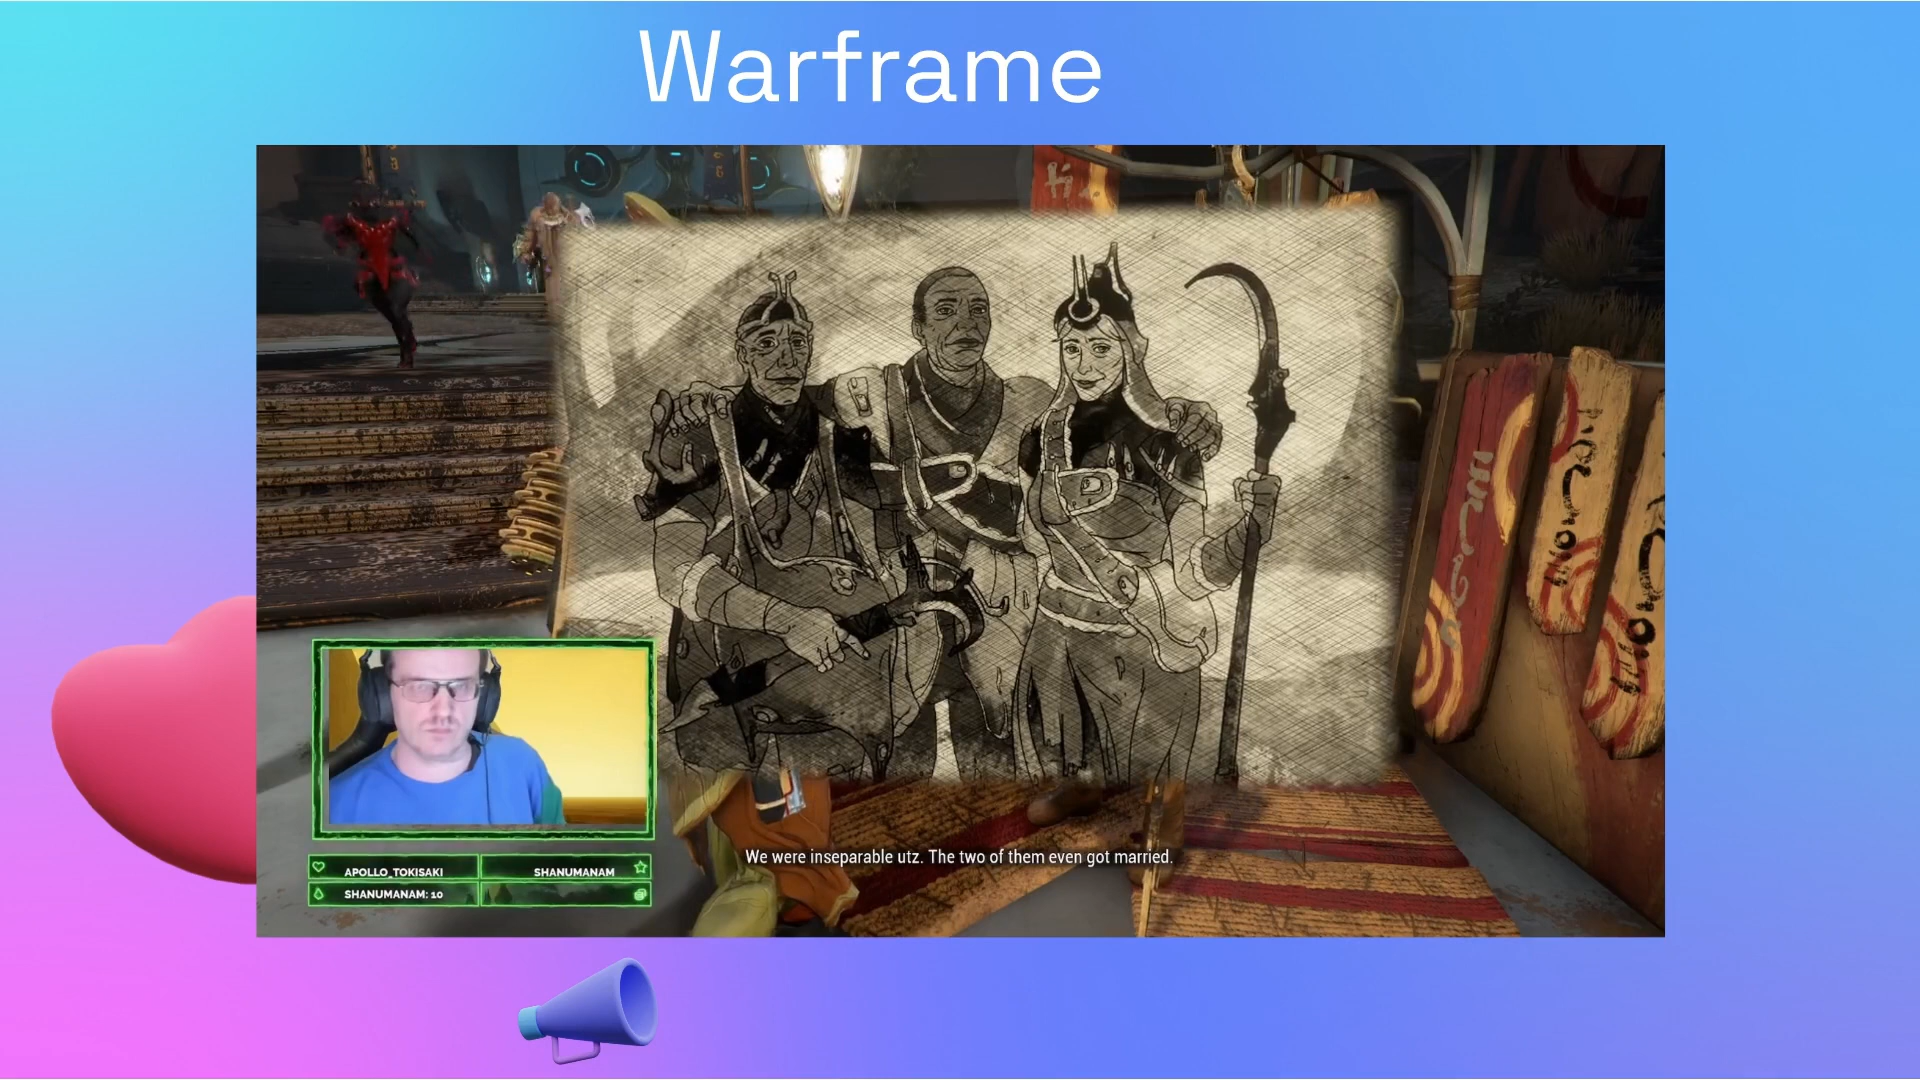 Warframe
We were inseparable utz. The two of them even got married.
APOLLO_TOKISAKI
SHANUMANAM
SHANUMANAM: 10